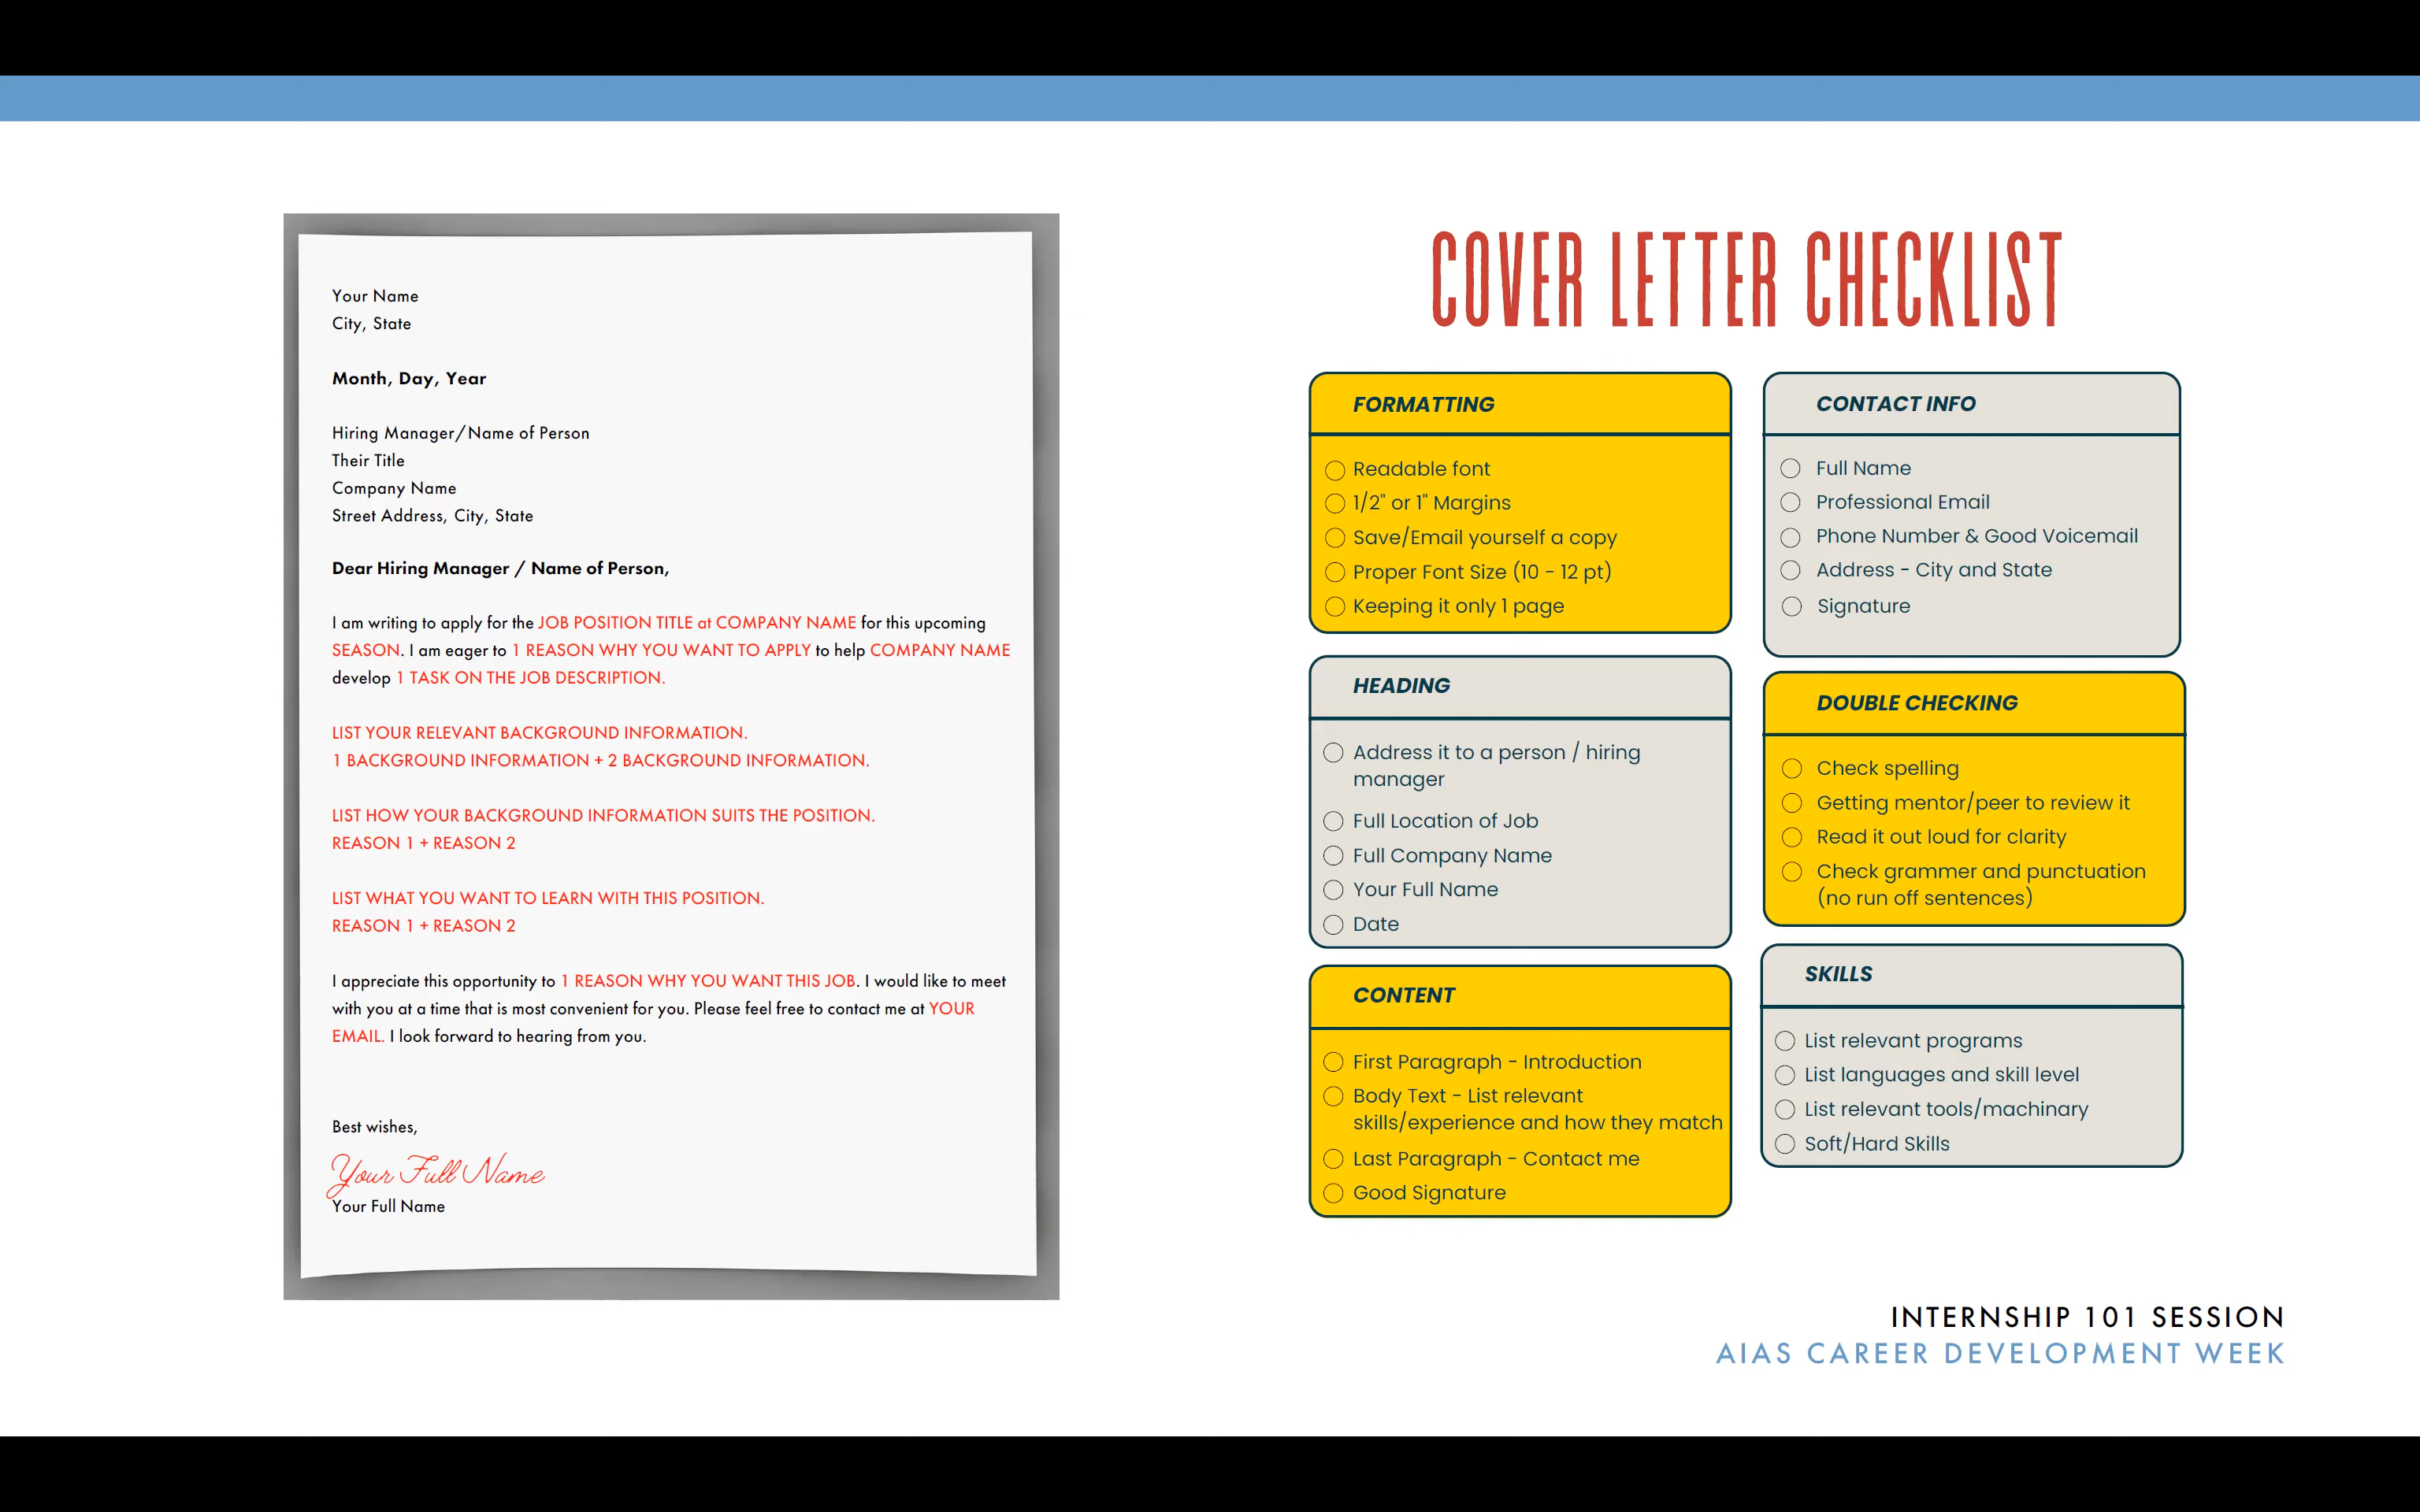 Your Name
City, State
Month, Day, Year
Hiring Manager/Name of Person
Their Title
Company Name
Street Address, City, State
Dear Hiring Manager / Name of Person,
I am writing to apply for the JOB POSITION TITLE at COMPANY NAME for this upcoming
SEASON. I am eager to 1 REASON WHY YOU WANT TO APPLY to help COMPANY NAME
develop 1 TASK ON THE JOB DESCRIPTION.
LIST YOUR RELEVANT BACKGROUND INFORMATION.
1 BACKGROUND INFORMATION + 2 BACKGROUND INFORMATION.
LIST HOW YOUR BACKGROUND INFORMATION SUITS THE POSITION.
REASON 1 + REASON 2
LIST WHAT YOU WANT TO LEARN WITH THIS POSITION.
REASON 1 + REASON 2
I appreciate this opportunity to 1 REASON WHY YOU WANT THIS JOB. I would like to meet
with you at a time that is most convenient for you. Please feel free to contact me at YOUR
EMAIL. I look forward to hearing from you.
Best wishes,
Your Full Name
Your Full Name
COVER LETTER CHECKLIST
FORMATTING
Readable font
1/2" or 1" Margins
Save/Email yourself a copy
Proper Font Size (10 - 12 pt)
Keeping it only 1 page
HEADING
Address it to a person / hiring
manager
Full Location of Job
Full Company Name
Your Full Name
Date
CONTENT
First Paragraph - Introduction
Body Text - List relevant
skills/experience and how they match
Last Paragraph - Contact me
Good Signature
CONTACT INFO
Full Name
Professional Email
Phone Number & Good Voicemail
Address - City and State
Signature
DOUBLE CHECKING
Check spelling
Getting mentor/peer to review it
Read it out loud for clarity
Check grammer and punctuation
(no run off sentences)
SKILLS
List relevant programs
List languages and skill level
List relevant tools/machinary
Soft/Hard Skills
INTERNSHIP 101 SESSION
AIAS CAREER DEVELOPMENT WEEK